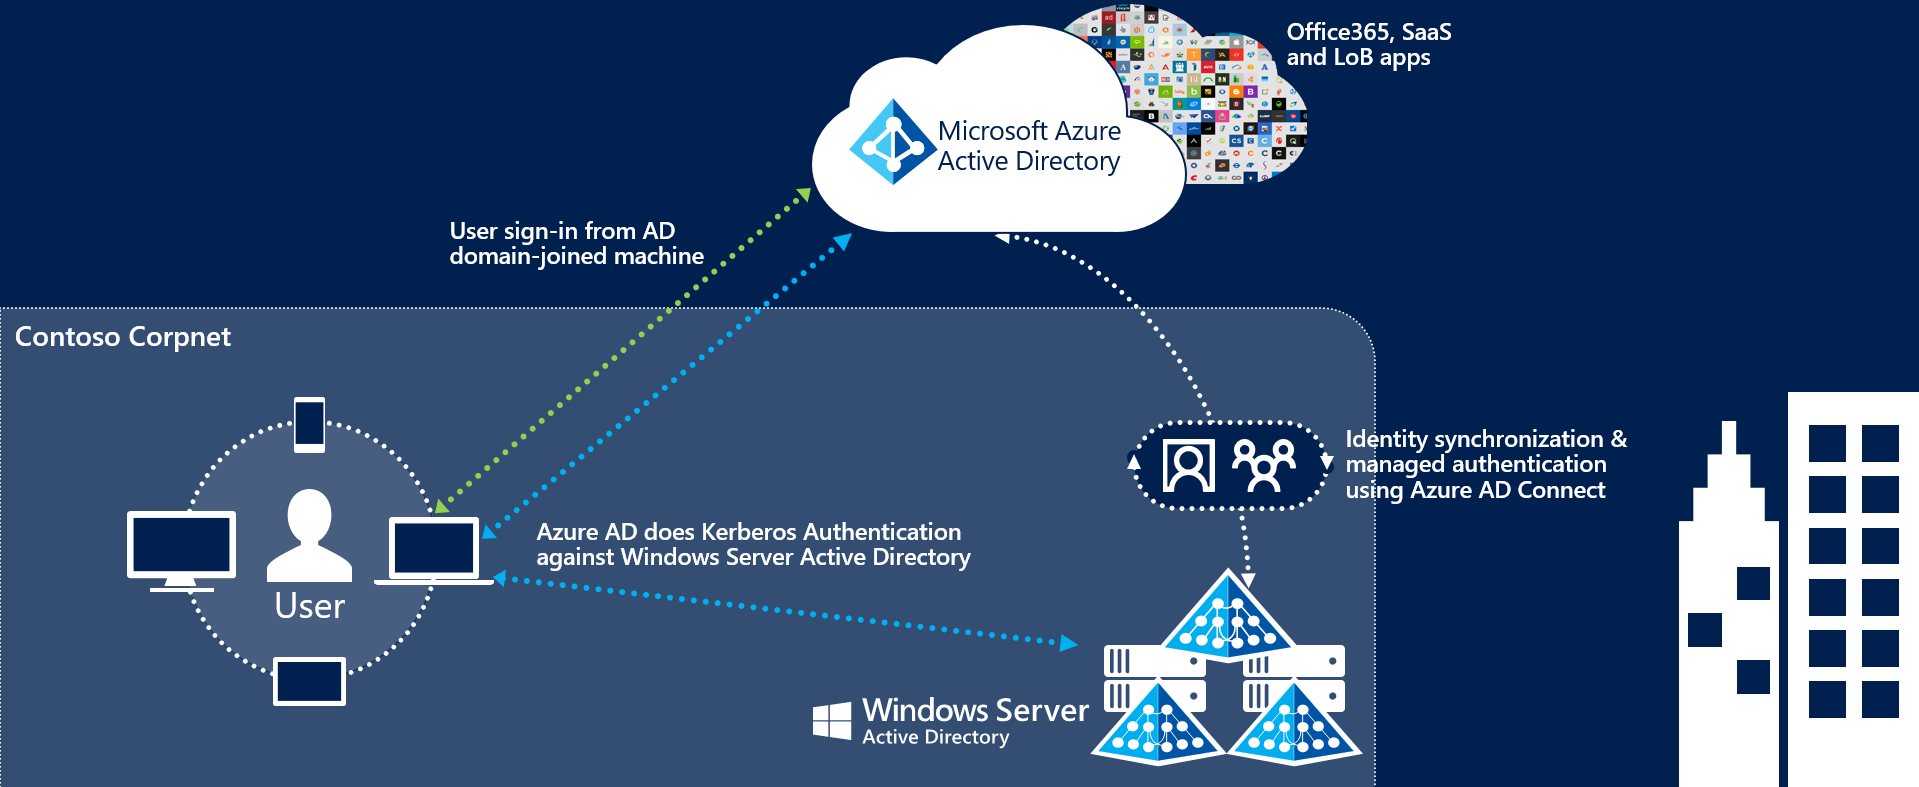 Office365, SaaS
and LoB apps
Microsoft Azure
Active Directory
User sign-in from AD
domain-joined machine
Contoso Corpnet
Identity synchronization &
managed authentication
using Azure AD Connect
Azure AD does Kerberos Authentication
against Windows Server Active Directory
User
Windows Server
Active Directory